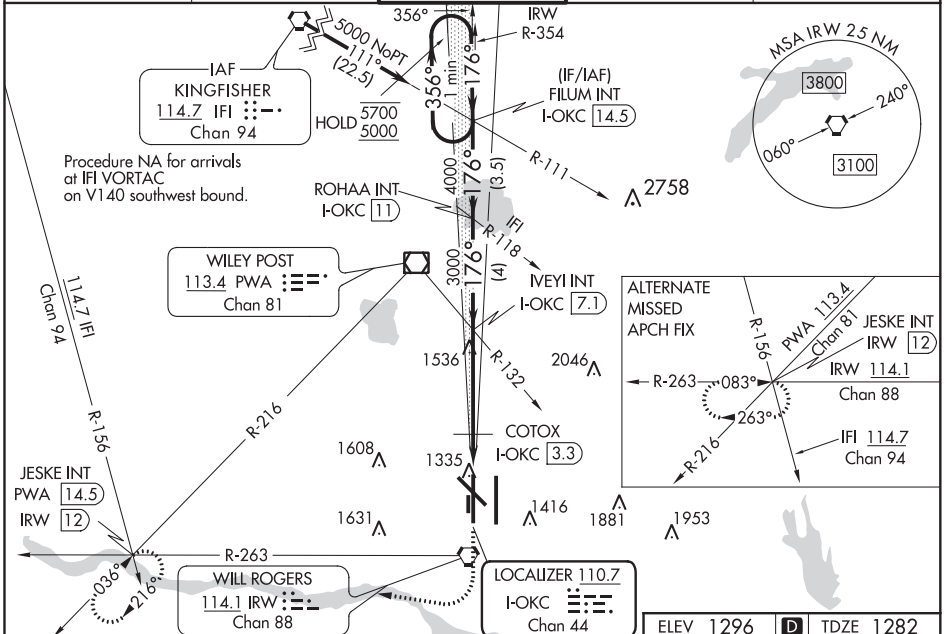 356°
IRW
R-354
5000 NoPT
111°
(22.5)
356°
1 min
176°
MSA IRW 25 NM
3800
240°
060°
3100
IAF
KINGFISHER
114.7 IFI
Chan 94
HOLD 5700
5000
(IF/IAF)
FILUM INT
I-OKC 14.5
Procedure NA for arrivals
at IFI VORTAC
on V140 southwest bound.
4000
176°
(3.5)
R-111
2758
ROHAA INT
I-OKC 11
IFI
R-118
WILEY POST
113.4 PWA
Chan 81
3000
176°
(4)
IVEYI INT
I-OKC 7.1
114.7 IFI
Chan 94
R-156
R-216
1536
R-132
2046
ALTERNATE
MISSED
APCH FIX
R-156
PWA 113.4
Chan 81
JESKE INT
IRW 12
IRW 114.1
Chan 88
R-263
083°
263°
R-216
IFI 114.7
Chan 94
COTOX
I-OKC 3.3
1608
1335
1631
1416
1881
1953
JESKE INT
PWA 14.5
IRW 12
R-263
036°
216°
WILL ROGERS
114.1 IRW
Chan 88
LOCALIZER 110.7
I-OKC
Chan 44
ELEV 1296 D TDZE 1282